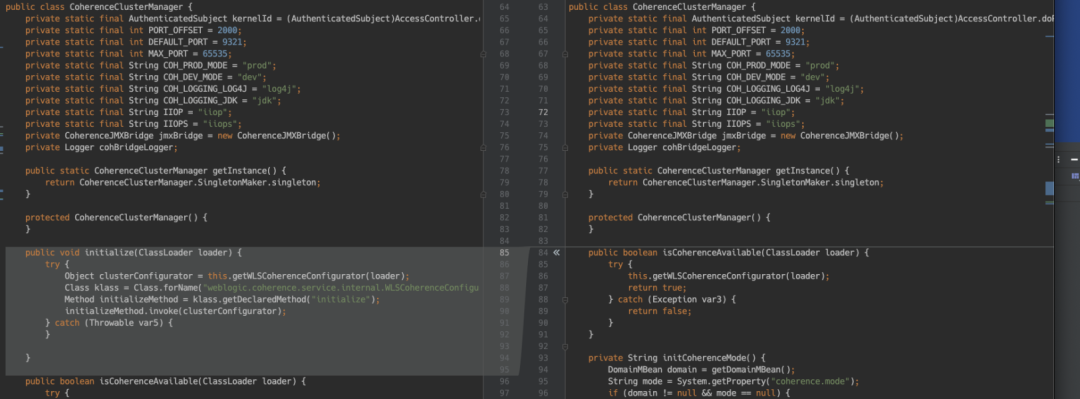 public class CoherenceClusterManager {
private static final AuthenticatedSubject kernelId = (AuthenticatedSubject)AccessController.d
private static final int PORT_OFFSET = 2000;
private static final int DEFAULT_PORT = 9321;
private static final int MAX_PORT = 65535;
private static final String COH_PROD_MODE = "prod";
private static final String COH_DEV_MODE = "dev";
private static final String COH_LOGGING_LOG4J = "log4j";
private static final String COH_LOGGING_JDK = "jdk";
private static final String IIOP = "iiop";
private static final String IIOPS = "iiops";
private CoherenceJMXBridge jmxBridge = new CoherenceJMXBridge();
private Logger cohBridgeLogger;
public static CoherenceClusterManager getInstance() {
return CoherenceClusterManager.SingletonMaker.singleton;
}
protected CoherenceClusterManager() {
}
public void initialize(ClassLoader loader) {
try {
Object clusterConfigurator = this.getWLSCoherenceConfigurator(loader);
Class klass = Class.forName("weblogic.coherence.service.internal.WLSCoherenceConfigu
Method initializeMethod = klass.getDeclaredMethod("initialize");
initializeMethod.invoke(clusterConfigurator);
} catch (Throwable var5) {
}
}
public boolean isCoherenceAvailable(ClassLoader loader) {
try {
64 63
65 64
66 65
67 66
68 67
69 68
70 69
71 70
72 71
73 72
74 73
75 74
76 75
77 76
78 77
79 78
80 79
81 80
82 81
83 82
84 83
85 84 «
86 85
87 86
88 87
89 88
90 89
91 90
92 91
93 92
94 93
95 94
96 95
97 96
public class CoherenceClusterManager {
private static final AuthenticatedSubject kernelId = (AuthenticatedSubject)AccessController.do
private static final int PORT_OFFSET = 2000;
private static final int DEFAULT_PORT = 9321;
private static final int MAX_PORT = 65535;
private static final String COH_PROD_MODE = "prod";
private static final String COH_DEV_MODE = "dev";
private static final String COH_LOGGING_LOG4J = "log4j";
private static final String COH_LOGGING_JDK = "jdk";
private static final String IIOP = "iiop";
private static final String IIOPS = "iiops";
private CoherenceJMXBridge jmxBridge = new CoherenceJMXBridge();
private Logger cohBridgeLogger;
public static CoherenceClusterManager getInstance() {
return CoherenceClusterManager.SingletonMaker.singleton;
}
protected CoherenceClusterManager() {
}
public boolean isCoherenceAvailable(ClassLoader loader) {
try {
this.getWLSCoherenceConfigurator(loader);
return true;
} catch (Exception var3) {
return false;
}
}
private String initCoherenceMode() {
DomainMBean domain = getDomainMBean();
String mode = System.getProperty("coherence.mode");
if (domain != null && mode == null) {